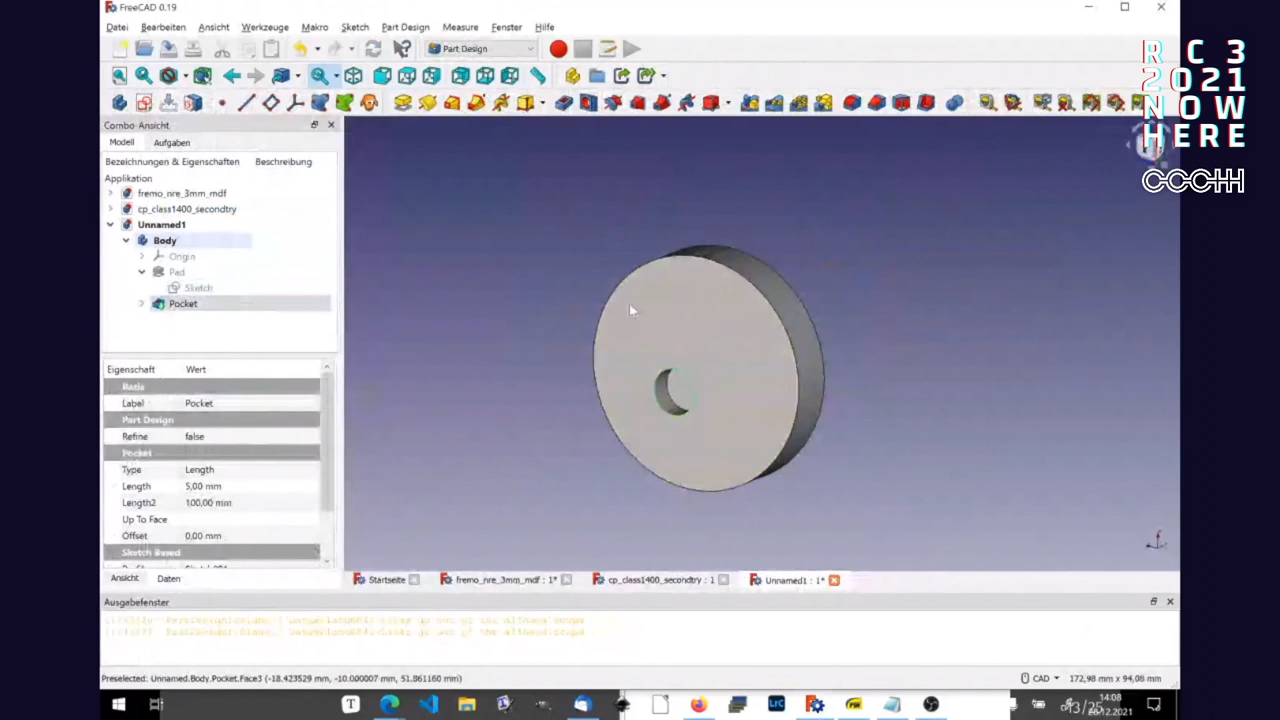 FreeCAD 0.19
Datei Bearbeiten Ansicht Werkzeuge Makro Sketch Part Design Measure Fenster Hilfe
Part Design
R C 3
2021
NOW
HERE
CCCHH
Combo-Ansicht
Modell Aufgaben
Bezeichnungen & Eigenschaften Beschreibung
Applikation
fremo_nre_3mm_mdf
cp_class1400_secondtry
Unnamed1
Body
Origin
Pad
Sketch
Pocket
Eigenschaft Wert
Basis
Label Pocket
Part Design
Refine false
Pocket
Type Length
Length 5,00 mm
Length2 100,00 mm
Up To Face
Offset 0,00 mm
Sketch Based
Ansicht Daten
Startseite fremo_nre_3mm_mdf : 1* cp_class1400_secondtry : 1 Unnamed1 : 1*
Ausgabefenster
Preselected: Unnamed.Body.Pocket.Face3 (-18.423529 mm, -10.000007 mm, 51.861160 mm)
CAD 172,98 mm x 94,08 mm
T LrC
14:08